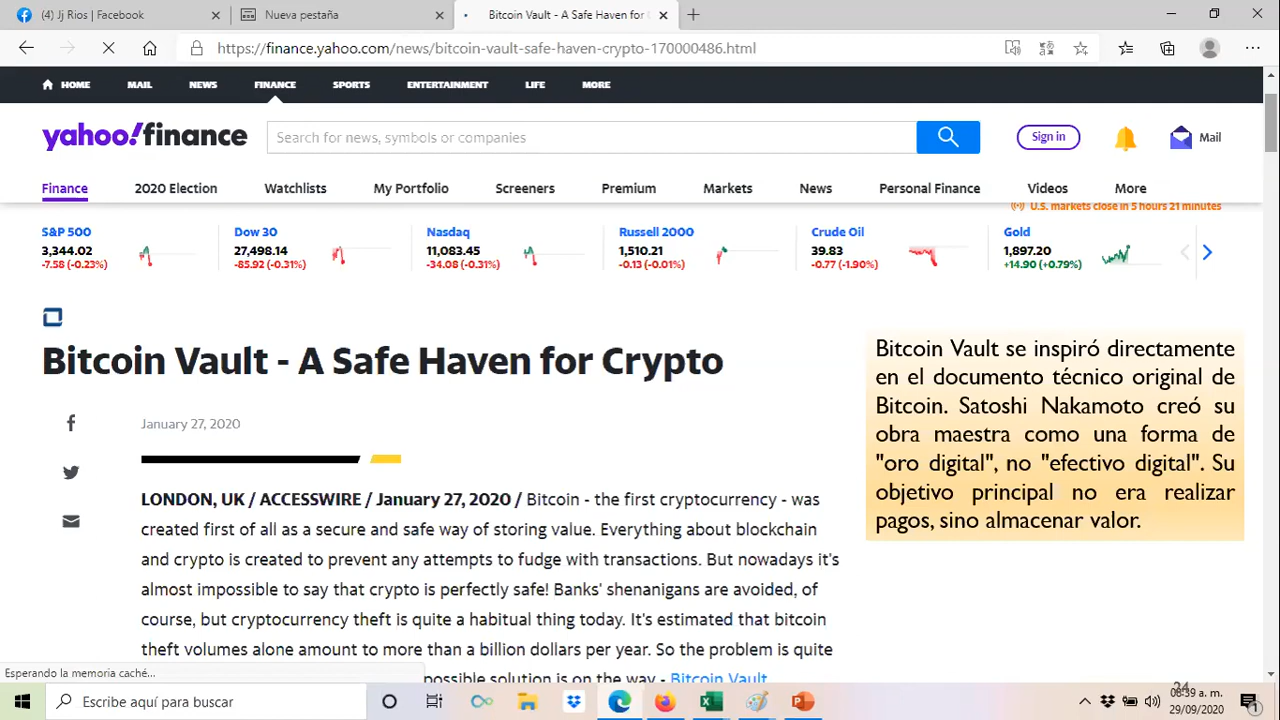 (4) Jj Rios | Facebook
Nueva pestaña
Bitcoin Vault - A Safe Haven for
https://finance.yahoo.com/news/bitcoin-vault-safe-haven-crypto-170000486.html
HOME MAIL NEWS FINANCE SPORTS ENTERTAINMENT LIFE MORE
yahoo!finance
Search for news, symbols or companies
Sign in
Mail
Finance 2020 Election Watchlists My Portfolio Screeners Premium Markets News Personal Finance Videos More
U.S. markets close in 5 hours 21 minutes
S&P 500
3,344.02
-7.58 (-0.23%)
Dow 30
27,498.14
-85.92 (-0.31%)
Nasdaq
11,083.45
-34.08 (-0.31%)
Russell 2000
1,510.21
-0.13 (-0.01%)
Crude Oil
39.83
-0.77 (-1.90%)
Gold
1,897.20
+14.90 (+0.79%)
Bitcoin Vault - A Safe Haven for Crypto
January 27, 2020
LONDON, UK / ACCESSWIRE / January 27, 2020 / Bitcoin - the first cryptocurrency - was
created first of all as a secure and safe way of storing value. Everything about blockchain
and crypto is created to prevent any attempts to fudge with transactions. But nowadays it's
almost impossible to say that crypto is perfectly safe! Banks' shenanigans are avoided, of
course, but cryptocurrency theft is quite a habitual thing today. It's estimated that bitcoin
theft volumes alone amount to more than a billion dollars per year. So the problem is quite
possible solution is on the way - Bitcoin Vault
Bitcoin Vault se inspiró directamente
en el documento técnico original de
Bitcoin. Satoshi Nakamoto creó su
obra maestra como una forma de
"oro digital", no "efectivo digital". Su
objetivo principal no era realizar
pagos, sino almacenar valor.
Esperando la memoria caché...
Escribe aquí para buscar
24
08:39 a. m.
29/09/2020
1